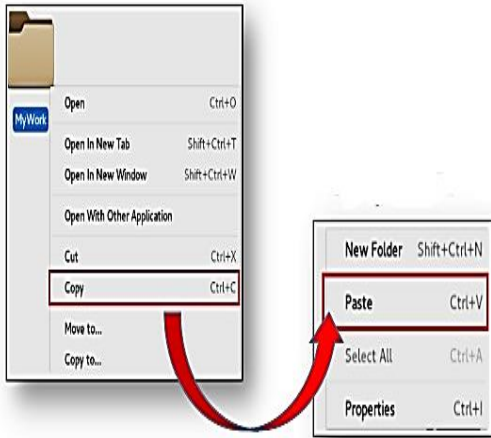 MyWork
Open Ctrl+O
Open In New Tab Shift+Ctrl+T
Open In New Window Shift+Ctrl+W
Open With Other Application
Cut Ctrl+X
Copy Ctrl+C
Move to...
Copy to...
New Folder Shift+Ctrl+N
Paste Ctrl+V
Select All Ctrl+A
Properties Ctrl+I